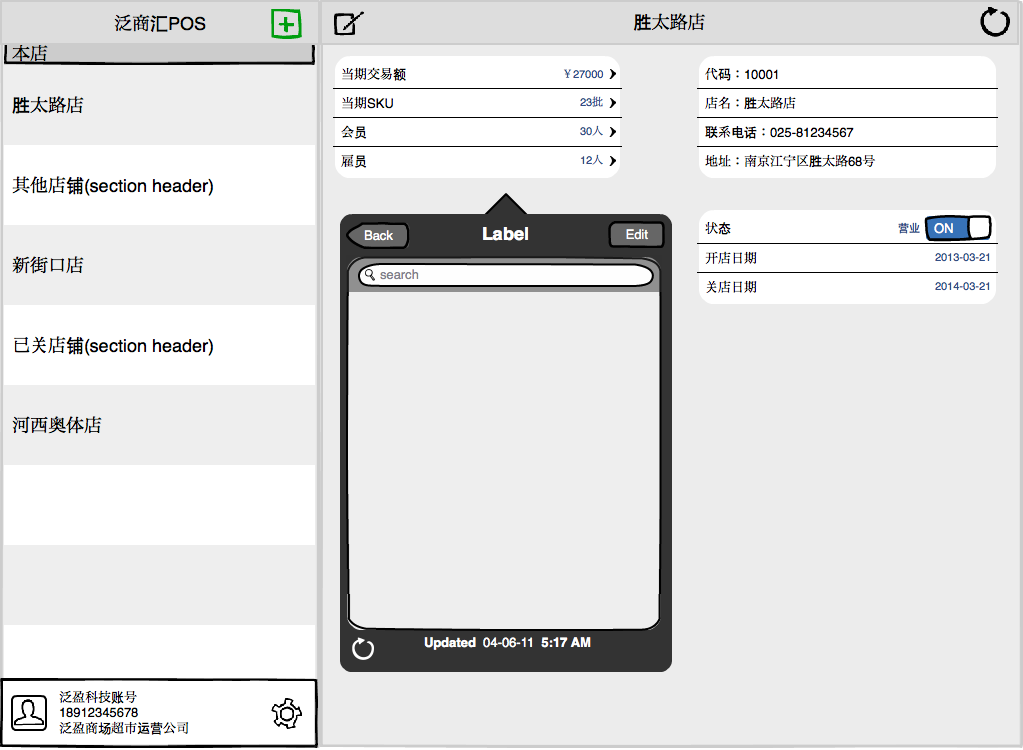 泛商汇POS
本店
胜太路店
其他店铺(section header)
新街口店
已关店铺(section header)
河西奥体店
泛盈科技账号
18912345678
泛盈商场超市运营公司
胜太路店
当期交易额 ￥27000
当期SKU 23批
会员 30人
雇员 12人
代码：10001
店名：胜太路店
联系电话：025-81234567
地址：南京江宁区胜太路68号
状态 营业 ON
开店日期 2013-03-21
关店日期 2014-03-21
Back Label Edit
search
Updated 04-06-11 5:17 AM